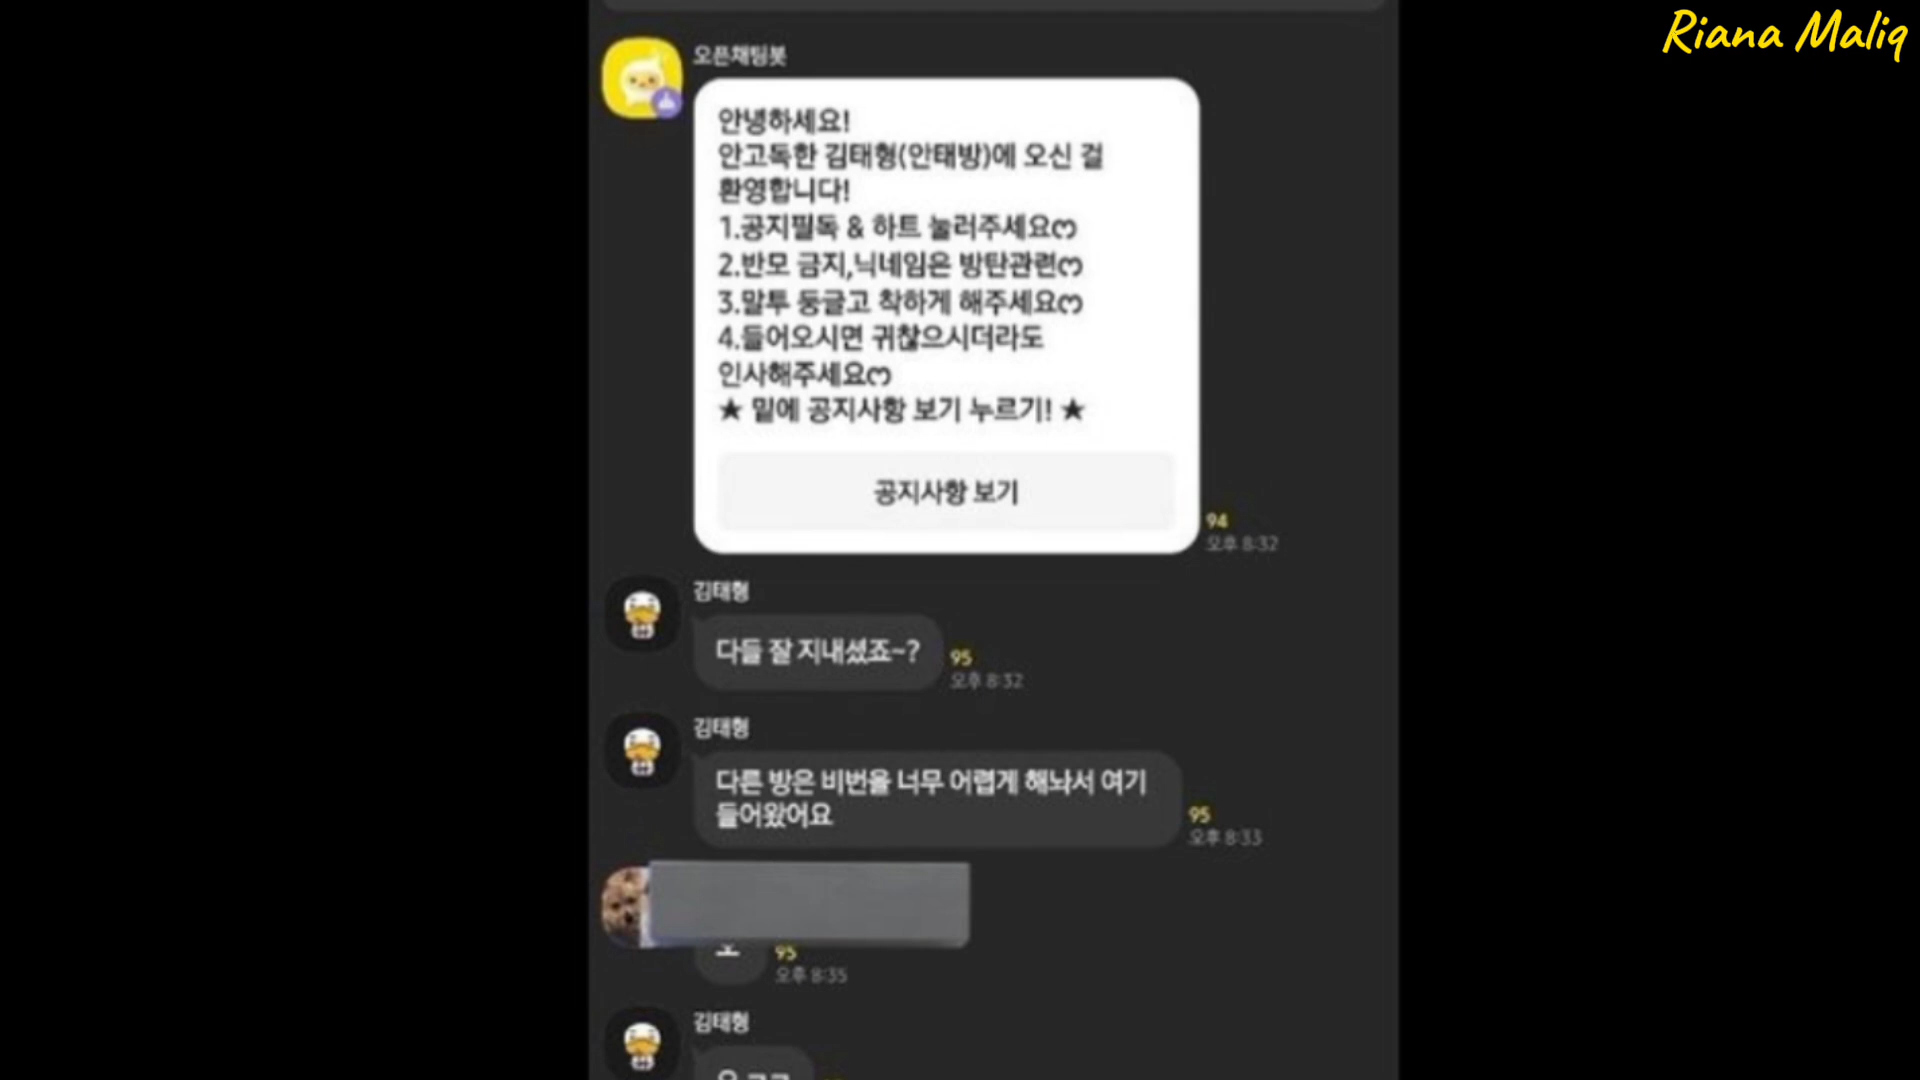 Riana Maliq
오픈채팅봇
안녕하세요!
안고독한 김태형(안태방)에 오신 걸
환영합니다!
1.공지필독 & 하트 눌러주세요ෆ
2.반모 금지,닉네임은 방탄관련ෆ
3.말투 둥글고 착하게 해주세요ෆ
4.들어오시면 귀찮으시더라도
인사해주세요ෆ
★ 밑에 공지사항 보기 누르기! ★
공지사항 보기
94
오후 8:32
김태형
다들 잘 지내셨죠~?
95
오후 8:32
김태형
다른 방은 비번을 너무 어렵게 해놔서 여기
들어왔어요
95
오후 8:33
95
오후 8:35
김태형